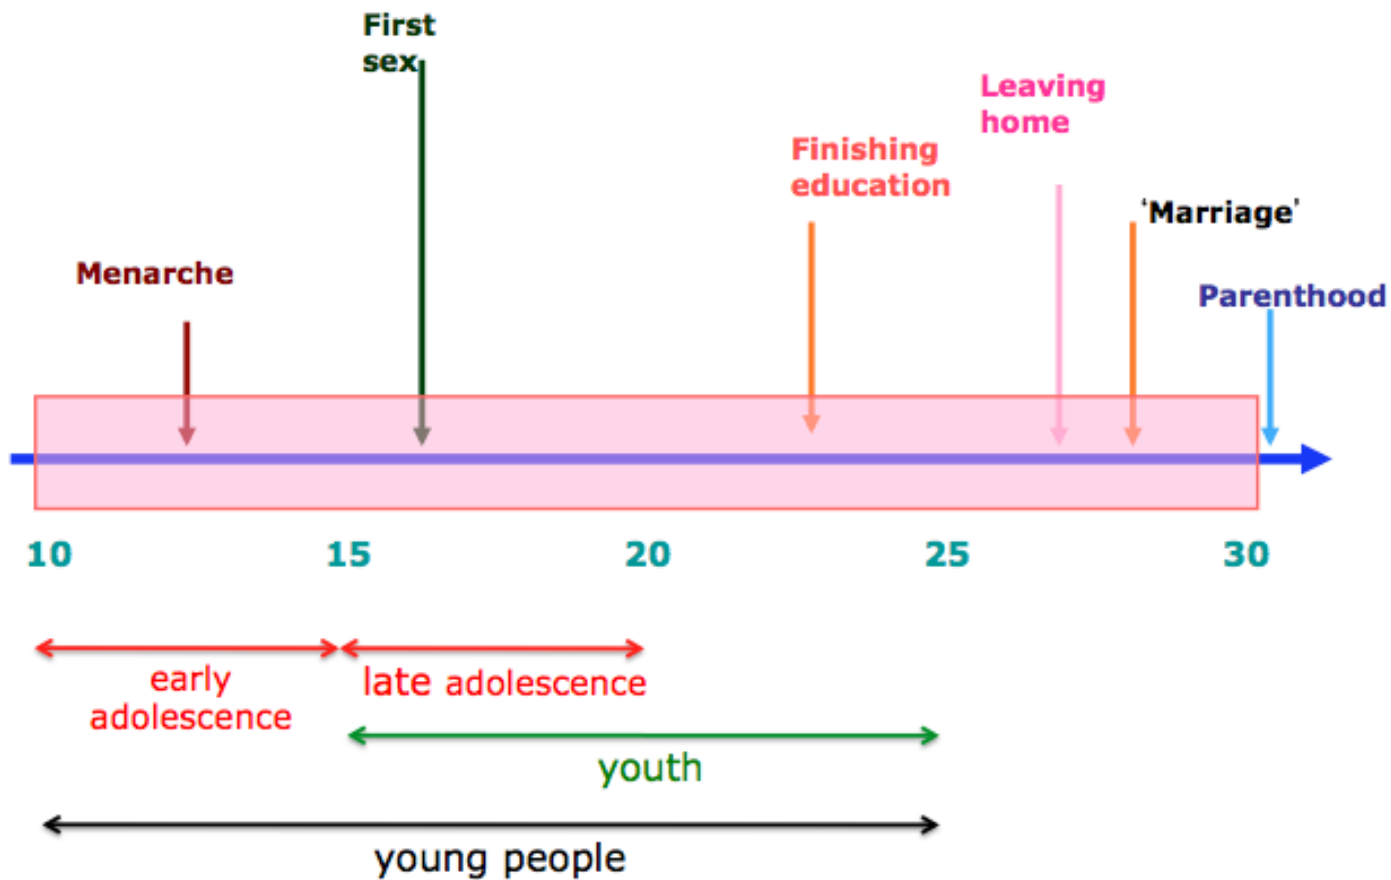 First
sex
Leaving
home
Finishing
education
'Marriage'
Menarche
Parenthood
10 15 20 25 30
early
adolescence
late adolescence
youth
young people